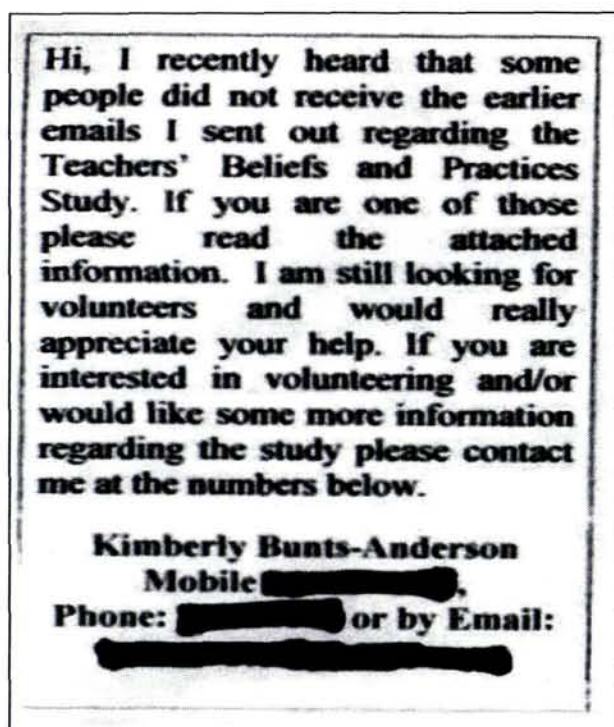 Hi, I recently heard that some
people did not receive the earlier
emails I sent out regarding the
Teachers' Beliefs and Practices
Study. If you are one of those
please read the attached
information. I am still looking for
volunteers and would really
appreciate your help. If you are
interested in volunteering and/or
would like some more information
regarding the study please contact
me at the numbers below.
Kimberly Bunts-Anderson
Mobile ,
Phone: or by Email: